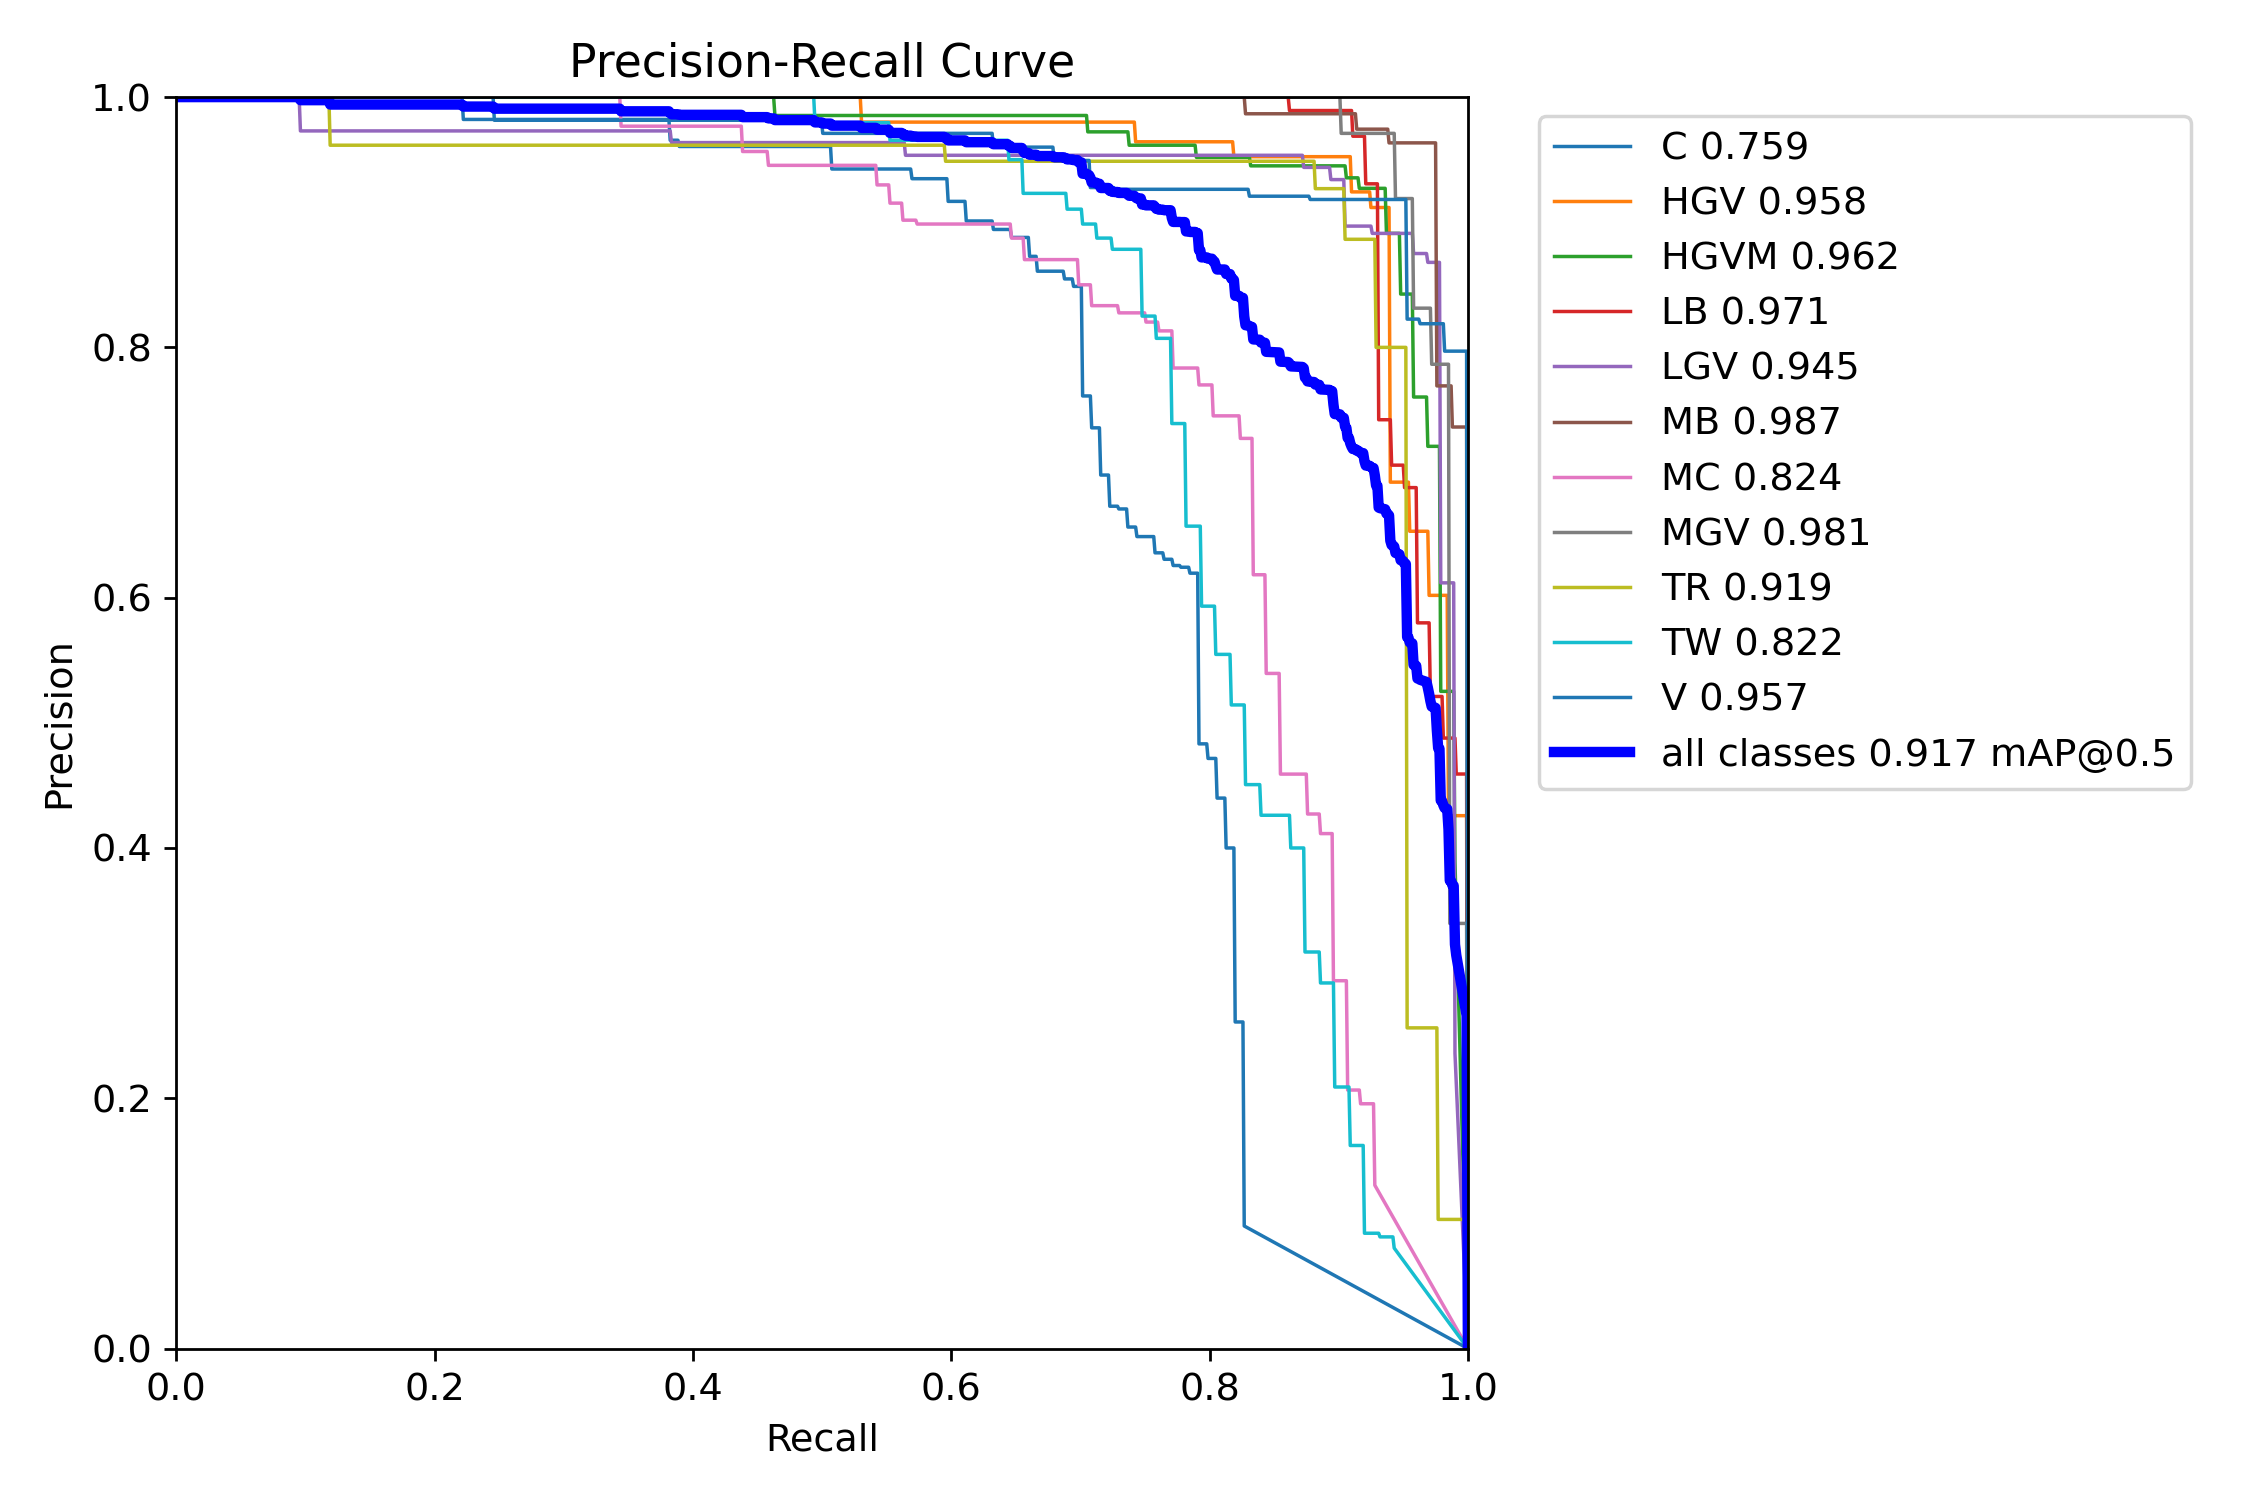 Precision-Recall Curve
1.0
0.8
0.6
0.4
0.2
0.0
Precision
0.0 0.2 0.4 0.6 0.8 1.0
Recall
C 0.759
HGV 0.958
HGVM 0.962
LB 0.971
LGV 0.945
MB 0.987
MC 0.824
MGV 0.981
TR 0.919
TW 0.822
V 0.957
all classes 0.917 mAP@0.5